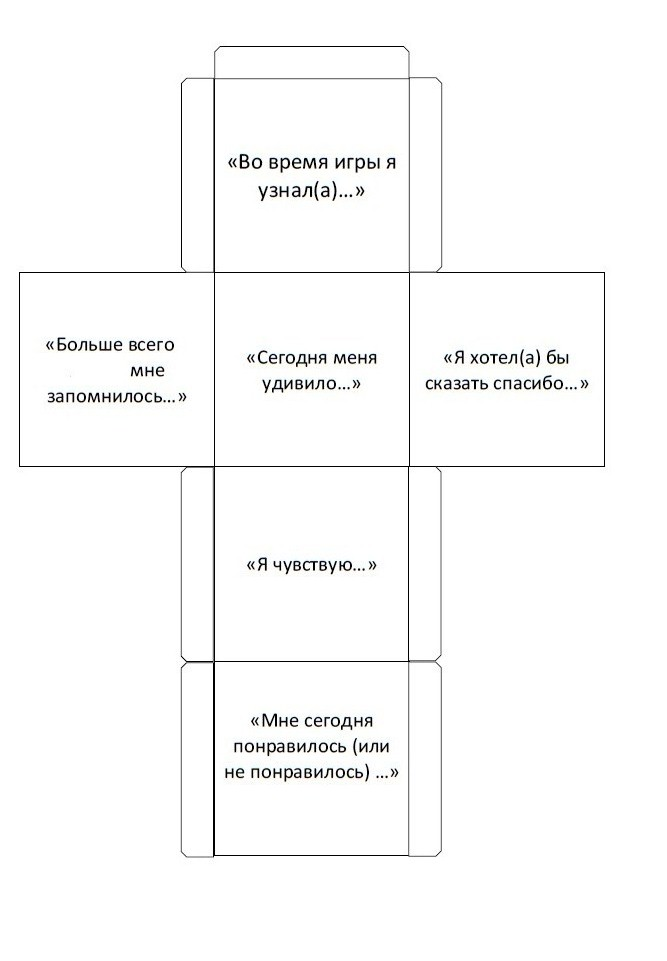 «Во время игры я
узнал(а)...»
«Больше всего
мне
запомнилось...»
«Сегодня меня
удивило...»
«Я хотел(а) бы
сказать спасибо...»
«Я чувствую...»
«Мне сегодня
понравилось (или
не понравилось) ...»